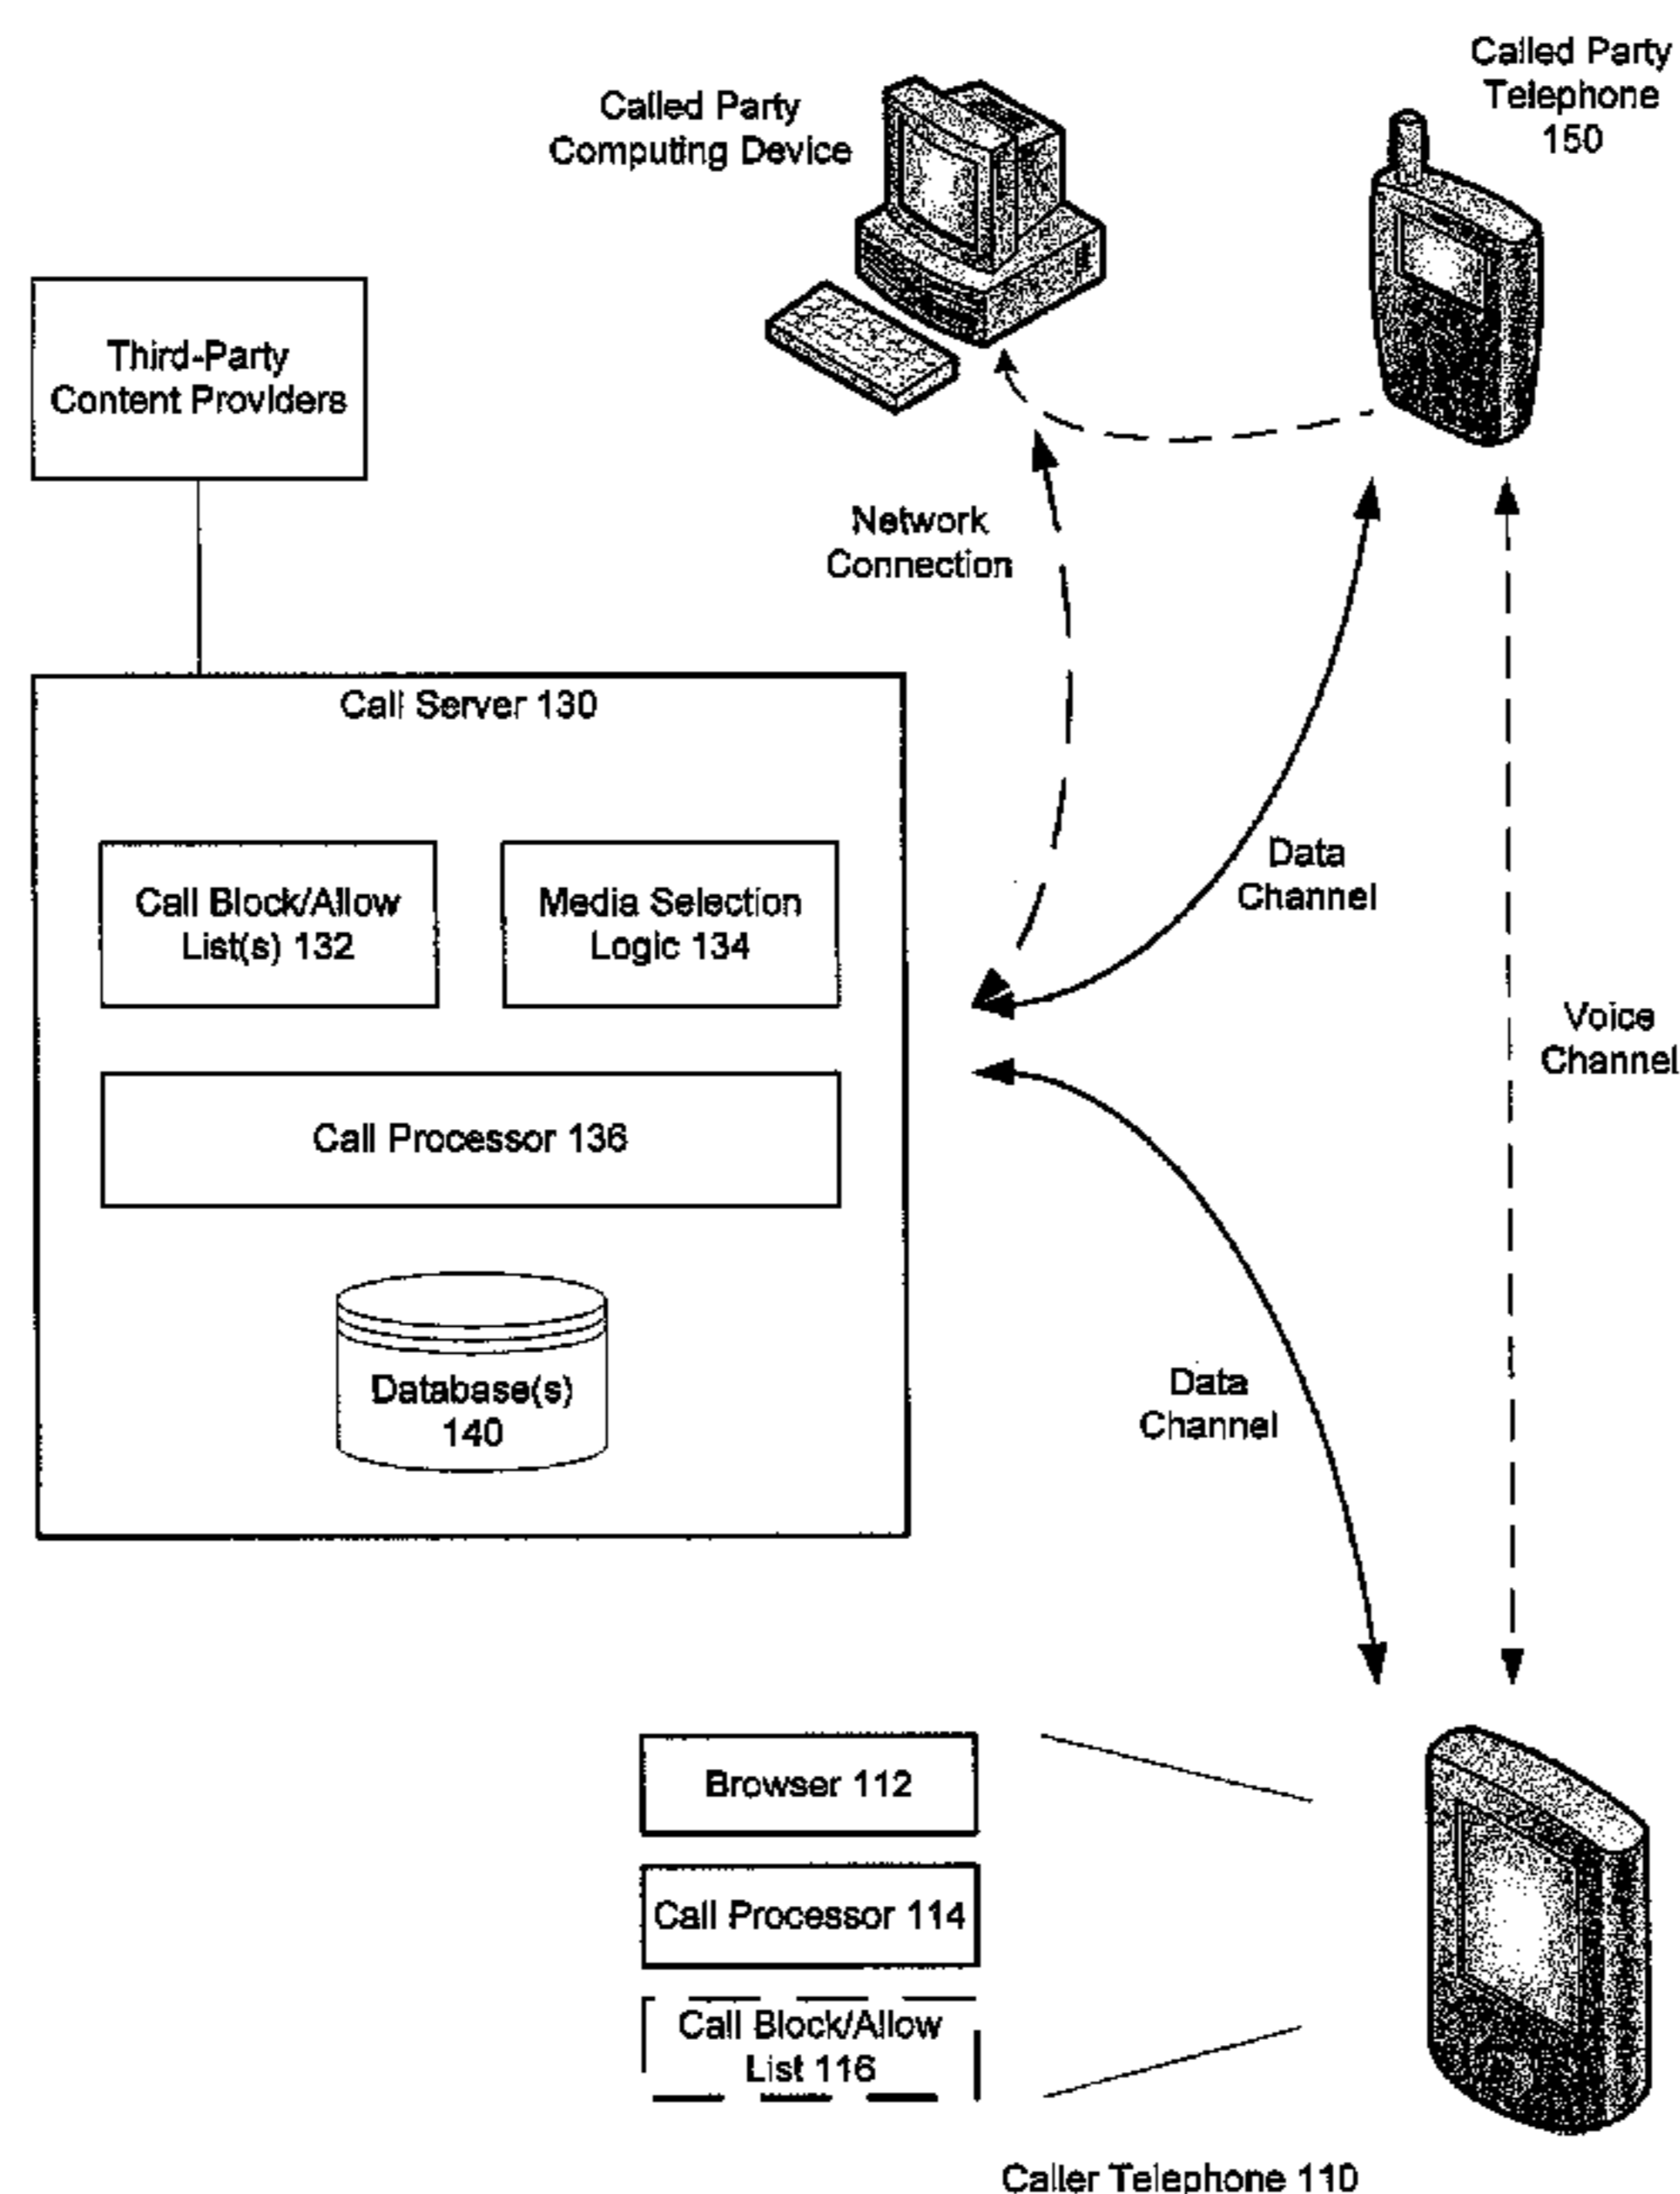 Called Party
Telephone
150
Called Party
Computing Device
Third-Party
Content Providers
Network
Connection
Call Server 130
Call Block/Allow
List(s) 132
Media Selection
Logic 134
Data
Channel
Voice
Channel
Call Processor 136
Database(s)
140
Data
Channel
Browser 112
Call Processor 114
Call Block/Allow
List 116
Caller Telephone 110